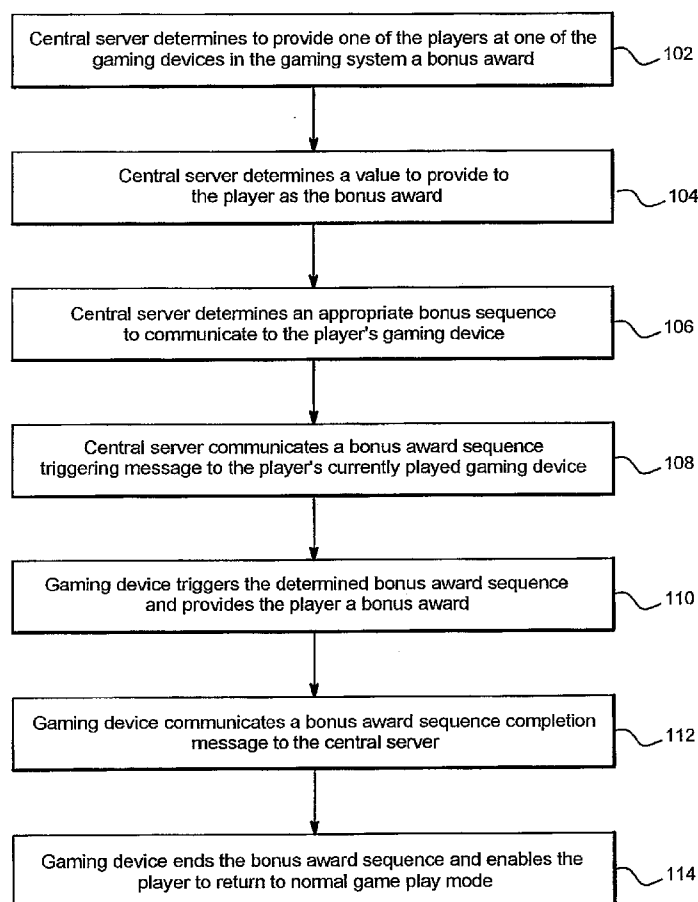 Central server determines to provide one of the players at one of the
gaming devices in the gaming system a bonus award
102
Central server determines a value to provide to
the player as the bonus award
104
Central server determines an appropriate bonus sequence
to communicate to the player's gaming device
106
Central server communicates a bonus award sequence
triggering message to the player's currently played gaming device
108
Gaming device triggers the determined bonus award sequence
and provides the player a bonus award
110
Gaming device communicates a bonus award sequence completion
message to the central server
112
Gaming device ends the bonus award sequence and enables the
player to return to normal game play mode
114